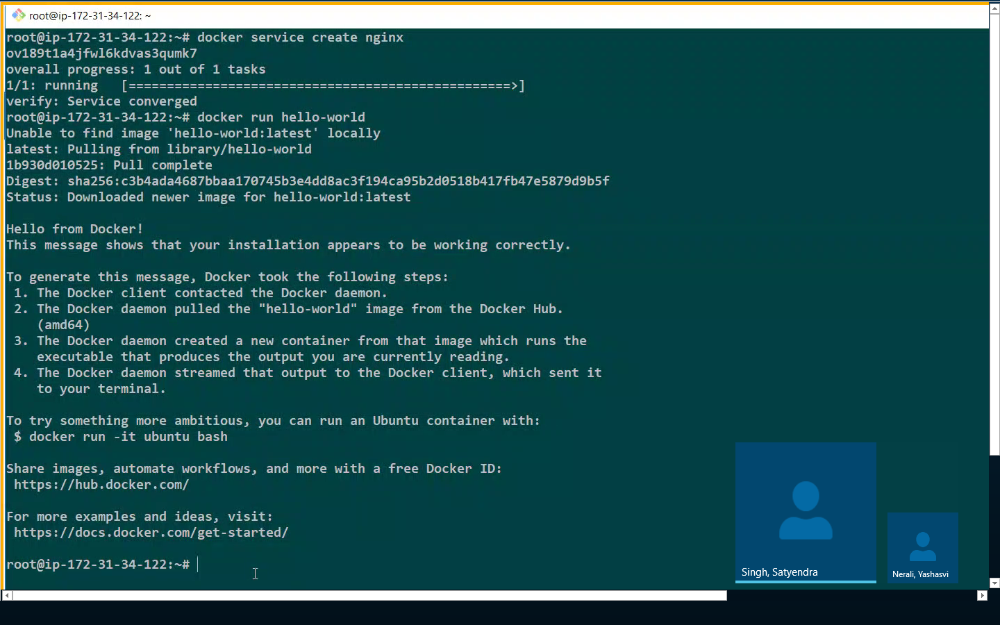 root@ip-172-31-34-122: ~
root@ip-172-31-34-122:~# docker service create nginx
ov189t1a4jfwl6kdvas3qumk7
overall progress: 1 out of 1 tasks
1/1: running   [==================================================>]
verify: Service converged
root@ip-172-31-34-122:~# docker run hello-world
Unable to find image 'hello-world:latest' locally
latest: Pulling from library/hello-world
1b930d010525: Pull complete
Digest: sha256:c3b4ada4687bbaa170745b3e4dd8ac3f194ca95b2d0518b417fb47e5879d9b5f
Status: Downloaded newer image for hello-world:latest
Hello from Docker!
This message shows that your installation appears to be working correctly.
To generate this message, Docker took the following steps:
 1. The Docker client contacted the Docker daemon.
 2. The Docker daemon pulled the "hello-world" image from the Docker Hub.
    (amd64)
 3. The Docker daemon created a new container from that image which runs the
    executable that produces the output you are currently reading.
 4. The Docker daemon streamed that output to the Docker client, which sent it
    to your terminal.
To try something more ambitious, you can run an Ubuntu container with:
 $ docker run -it ubuntu bash
Share images, automate workflows, and more with a free Docker ID:
 https://hub.docker.com/
For more examples and ideas, visit:
 https://docs.docker.com/get-started/
root@ip-172-31-34-122:~#
Singh, Satyendra
Nerali, Yashasvi